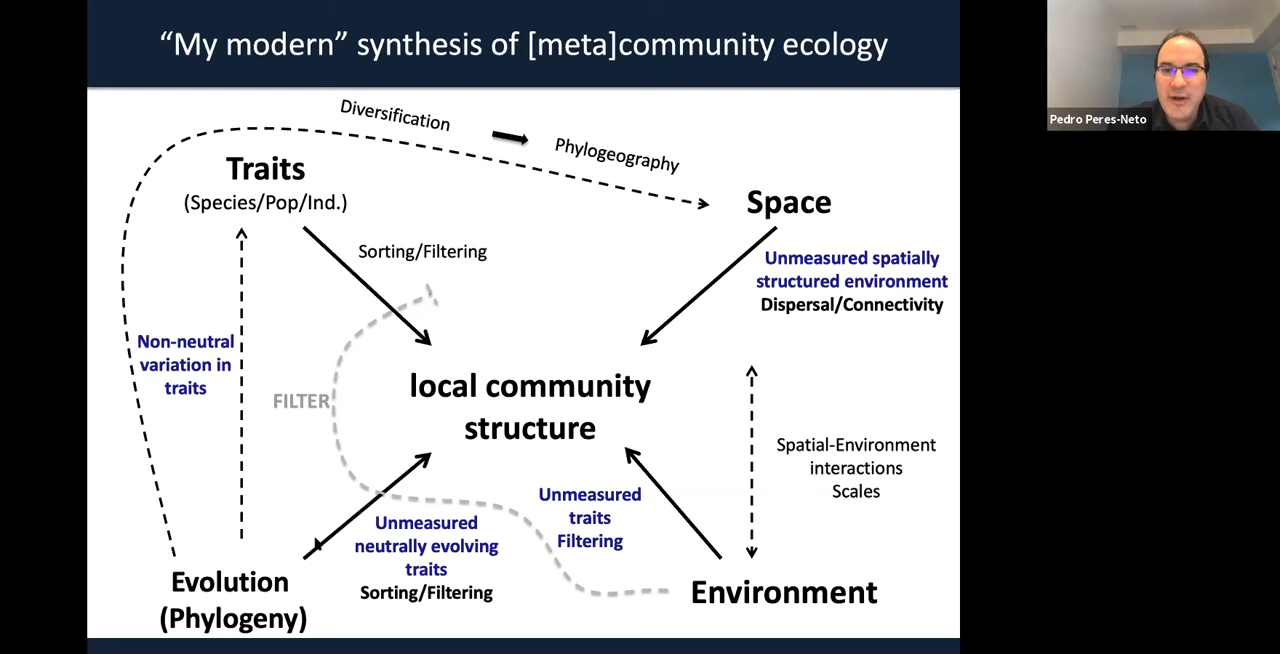 “My modern” synthesis of [meta]community ecology
Pedro Peres-Neto
Diversification
Phylogeography
Traits
(Species/Pop/Ind.)
Space
Sorting/Filtering
Unmeasured spatially
structured environment
Dispersal/Connectivity
Non-neutral
variation in
traits
FILTER
local community
structure
Spatial-Environment
interactions
Scales
Unmeasured
traits
Filtering
Unmeasured
neutrally evolving
traits
Sorting/Filtering
Evolution
(Phylogeny)
Environment